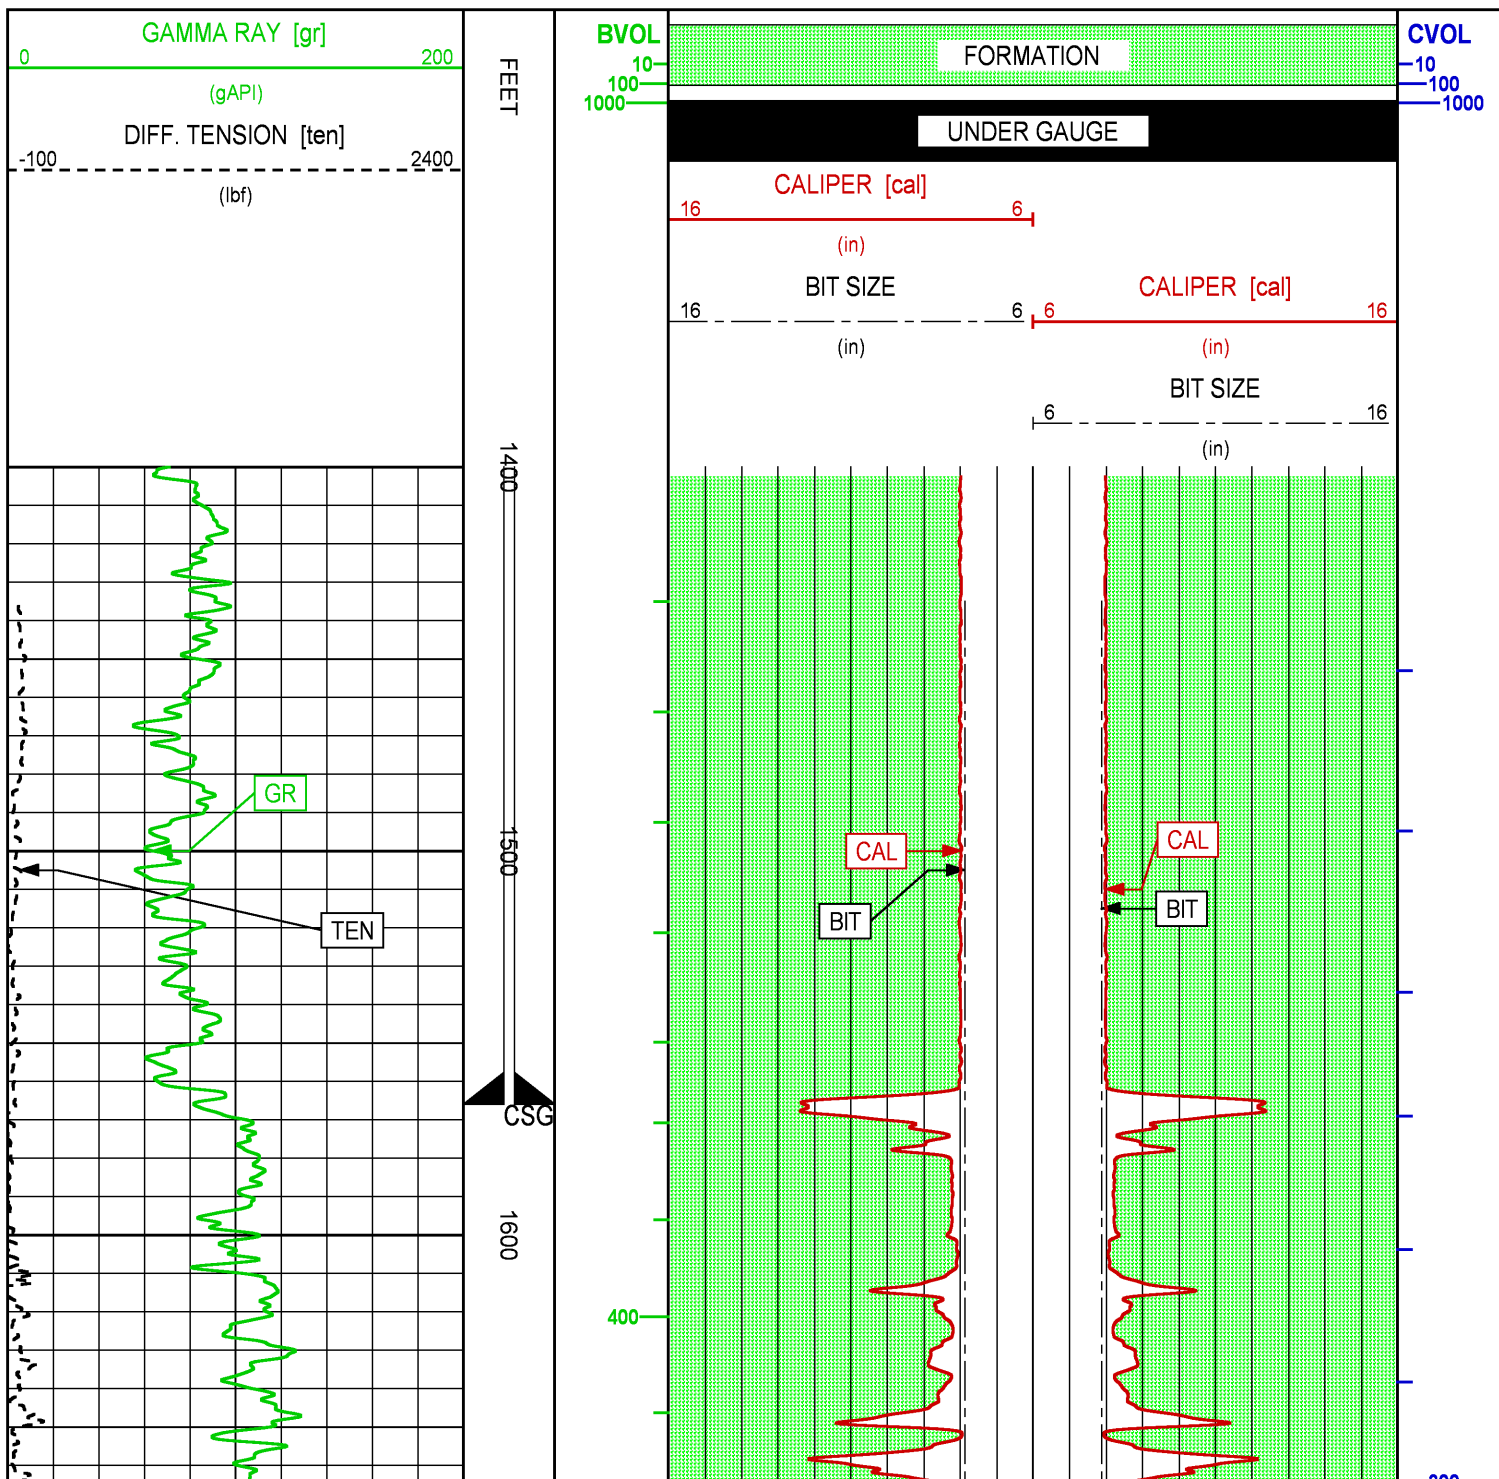 GAMMA RAY [gr]
0 200
(gAPI)
DIFF. TENSION [ten]
-100 2400
(lbf)
FEET
BVOL
10
100
1000
FORMATION
UNDER GAUGE
CVOL
10
100
1000
CALIPER [cal]
16 6
(in)
BIT SIZE
16 6
(in)
CALIPER [cal]
6 16
(in)
BIT SIZE
6 16
(in)
1400
GR
1500
TEN
CAL
BIT
CAL
BIT
CSG
1600
400